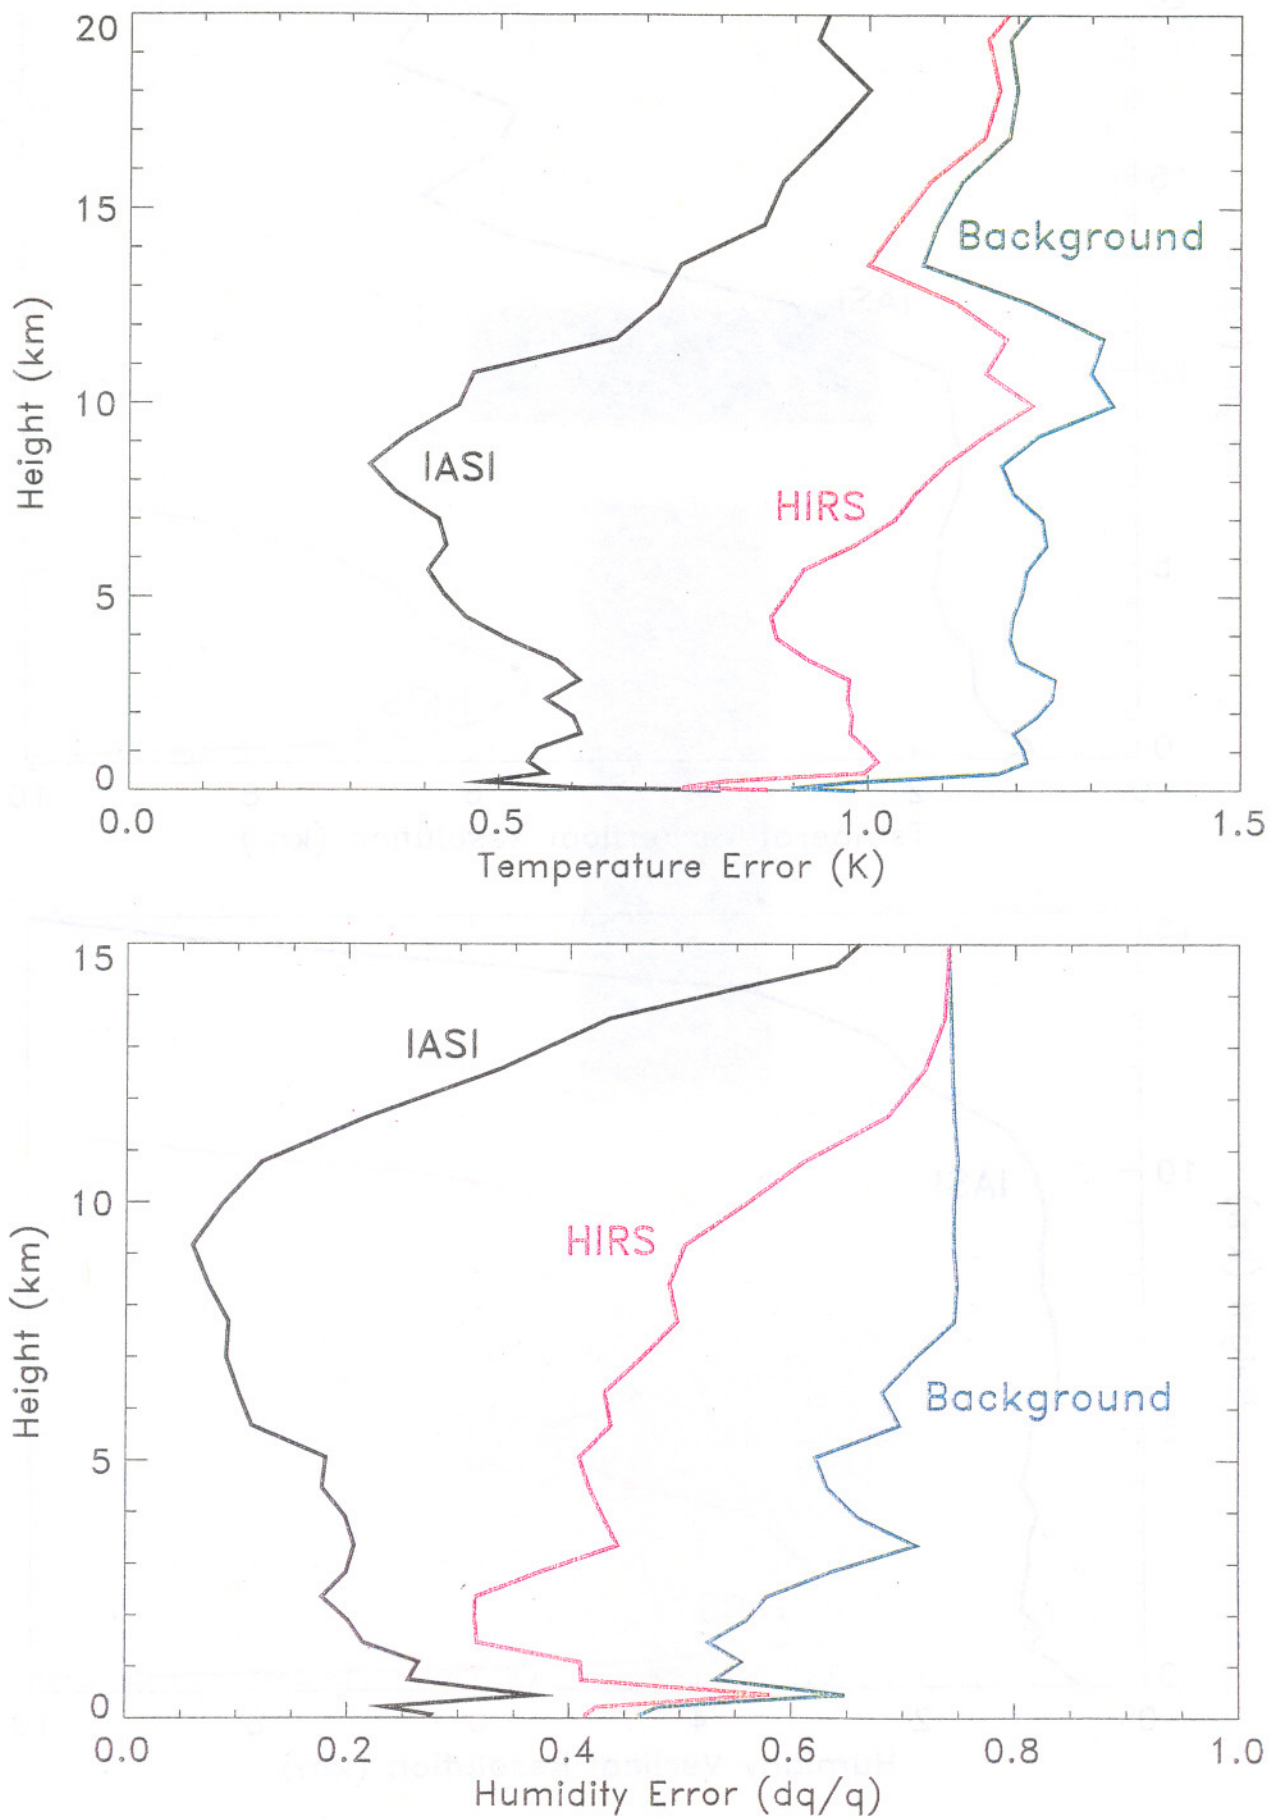 20
15
10
5
0
Height (km)
Background
IASI
HIRS
0.0 0.5 1.0 1.5
Temperature Error (K)
15
10
5
0
Height (km)
IASI
HIRS
Background
0.0 0.2 0.4 0.6 0.8 1.0
Humidity Error (dq/q)